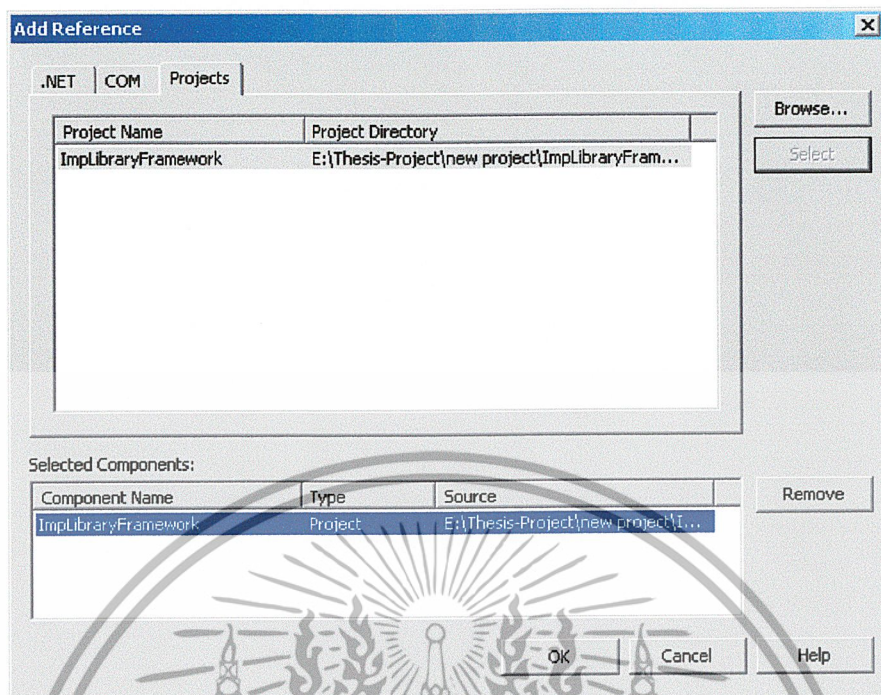 Add Reference
.NET COM Projects
Browse...
Project Name Project Directory
ImpLibraryFramework E:\Thesis-Project\new project\ImpLibraryFram...
Select
Selected Components:
Component Name Type Source
Remove
ImpLibraryFramework Project E:\Thesis-Project\new project\I...
OK Cancel Help